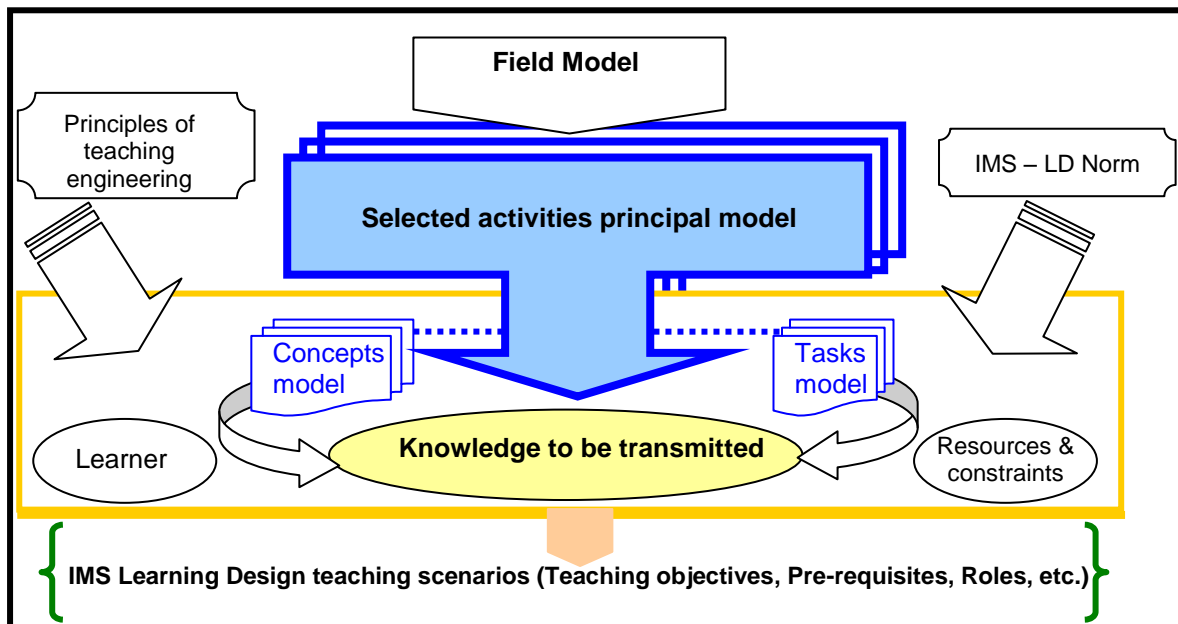 Field Model
Principles of
teaching
engineering
IMS – LD Norm
Selected activities principal model
Concepts
model
Tasks
model
Knowledge to be transmitted
Learner
Resources &
constraints
IMS Learning Design teaching scenarios (Teaching objectives, Pre-requisites, Roles, etc.)